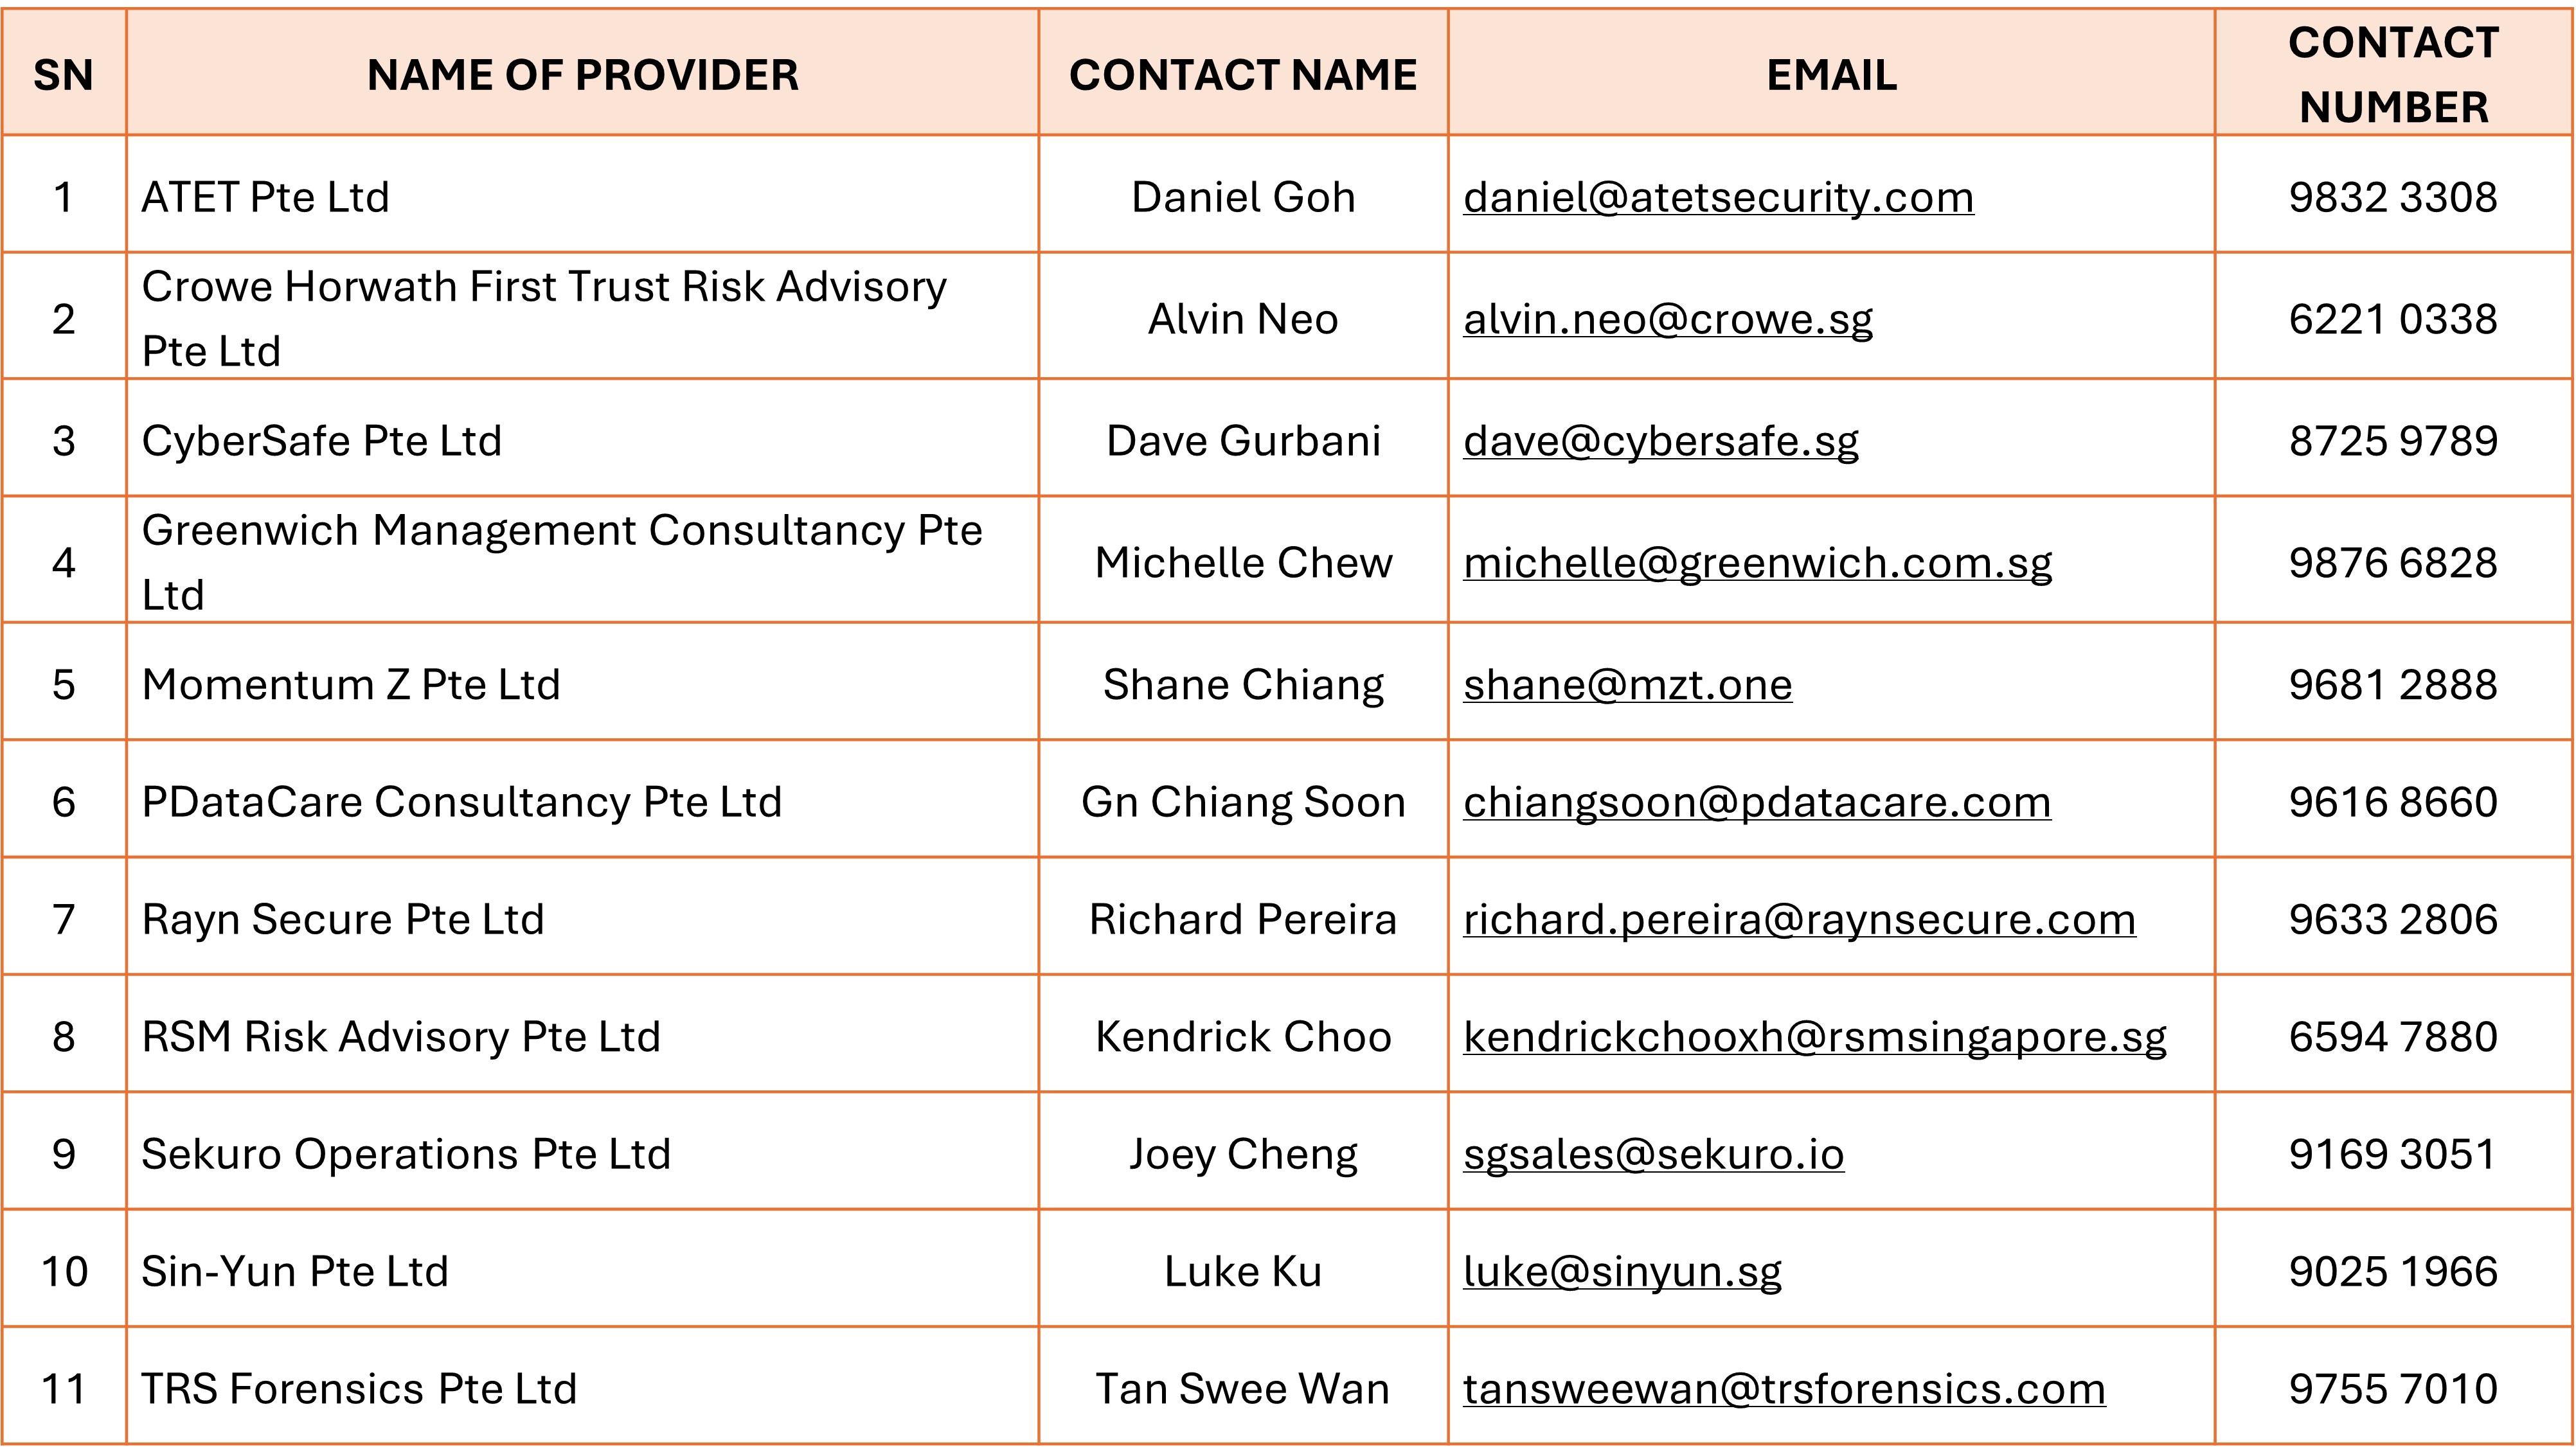 SN NAME OF PROVIDER CONTACT NAME EMAIL CONTACT NUMBER
1 ATET Pte Ltd Daniel Goh daniel@atetsecurity.com 9832 3308
2 Crowe Horwath First Trust Risk Advisory Pte Ltd Alvin Neo alvin.neo@crowe.sg 6221 0338
3 CyberSafe Pte Ltd Dave Gurbani dave@cybersafe.sg 8725 9789
4 Greenwich Management Consultancy Pte Ltd Michelle Chew michelle@greenwich.com.sg 9876 6828
5 Momentum Z Pte Ltd Shane Chiang shane@mzt.one 9681 2888
6 PDataCare Consultancy Pte Ltd Gn Chiang Soon chiangsoon@pdatacare.com 9616 8660
7 Rayn Secure Pte Ltd Richard Pereira richard.pereira@raynsecure.com 9633 2806
8 RSM Risk Advisory Pte Ltd Kendrick Choo kendrickchooxh@rsmsingapore.sg 6594 7880
9 Sekuro Operations Pte Ltd Joey Cheng sgsales@sekuro.io 9169 3051
10 Sin-Yun Pte Ltd Luke Ku luke@sinyun.sg 9025 1966
11 TRS Forensics Pte Ltd Tan Swee Wan tansweewan@trsforensics.com 9755 7010